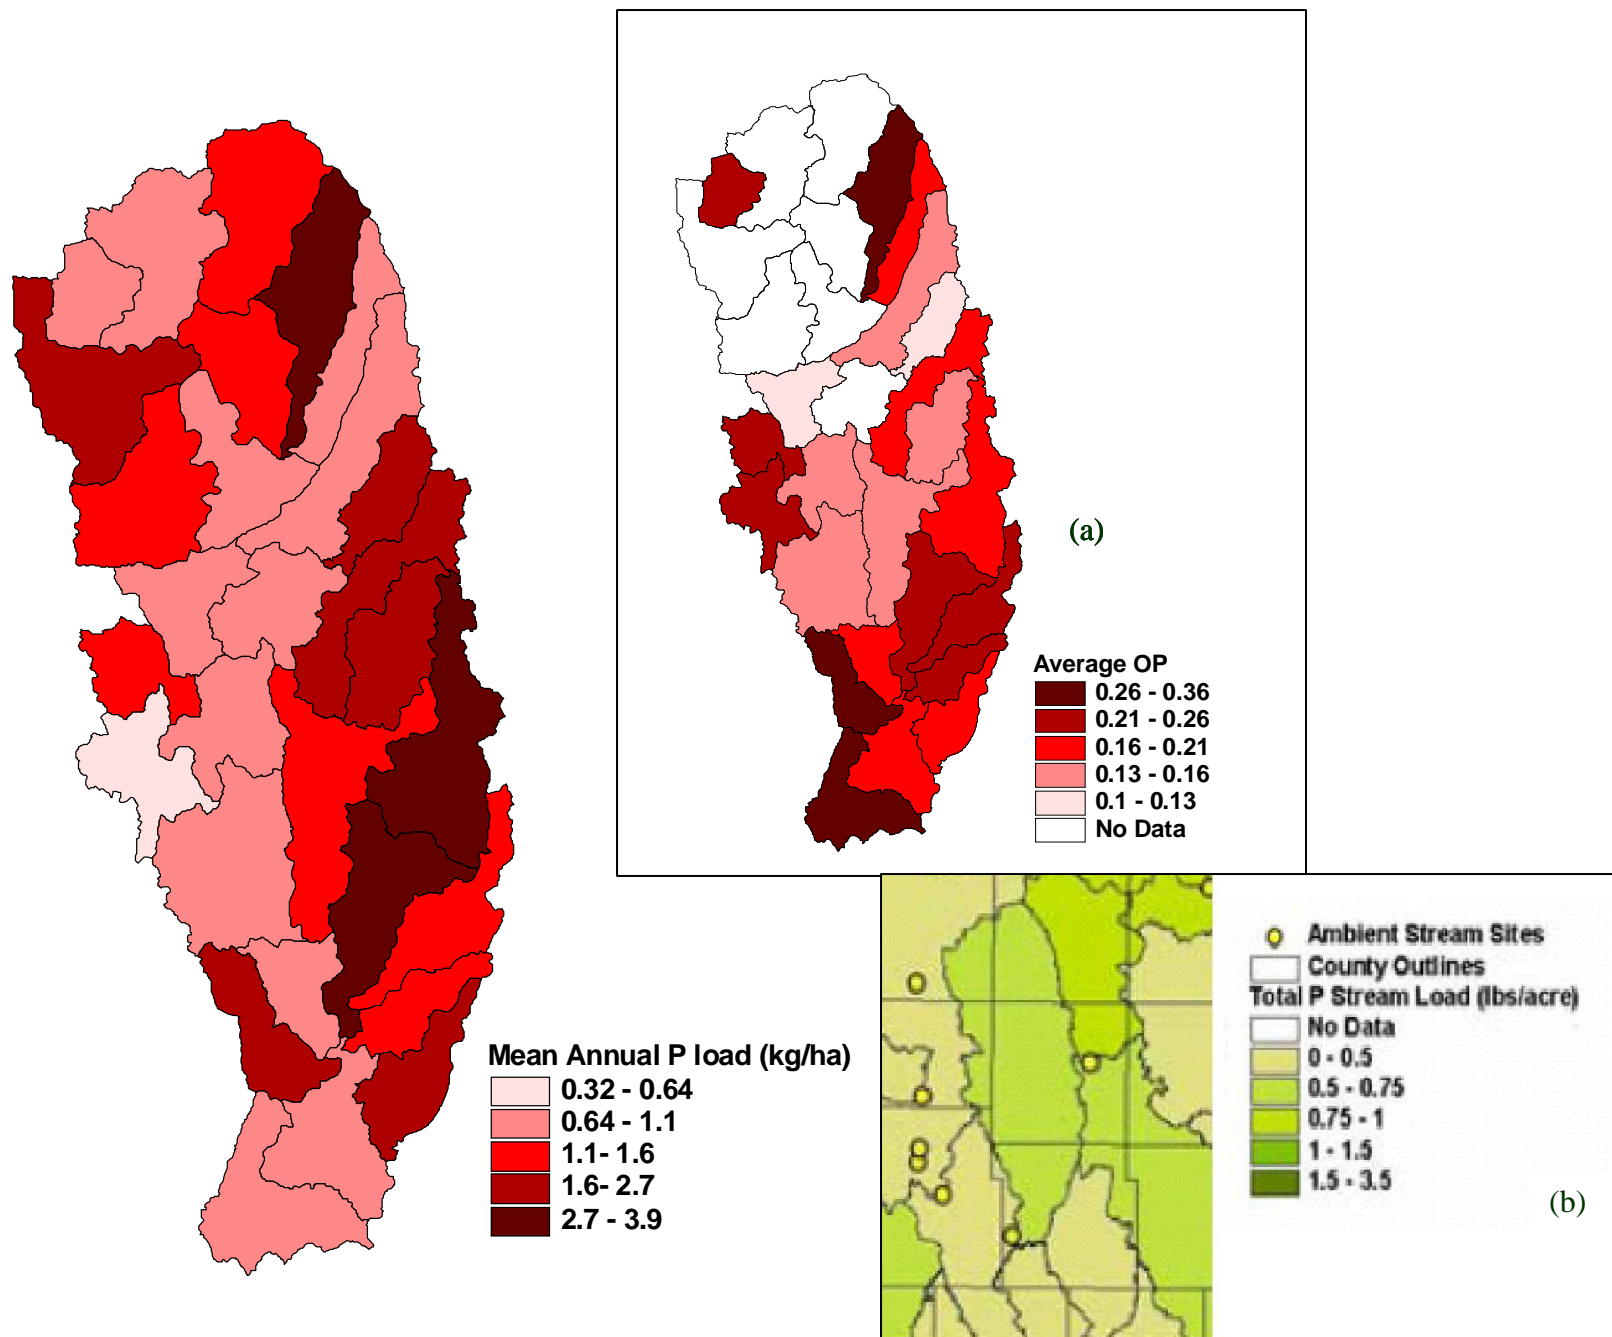 (a)
Average OP
0.26 - 0.36
0.21 - 0.26
0.16 - 0.21
0.13 - 0.16
0.1 - 0.13
No Data
Mean Annual P load (kg/ha)
0.32 - 0.64
0.64 - 1.1
1.1- 1.6
1.6- 2.7
2.7 - 3.9
Ambient Stream Sites
County Outlines
Total P Stream Load (lbs/acre)
No Data
0 - 0.5
0.5 - 0.75
0.75 - 1
1 - 1.5
1.5 - 3.5
(b)